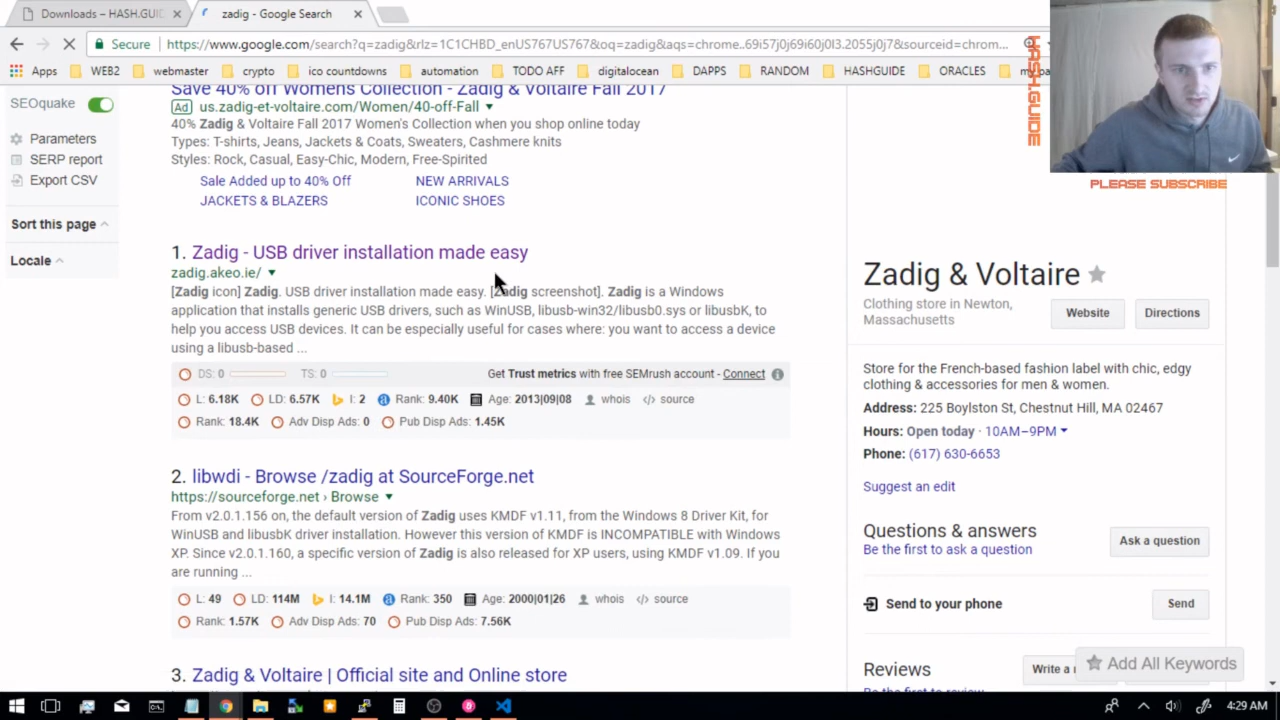 Downloads – HASH.GUID
zadig - Google Search
Secure
https://www.google.com/search?q=zadig&rlz=1C1CHBD_enUS767US767&oq=zadig&aqs=chrome..69i57j0j69i60j0l3.2055j0j7&sourceid=chrom...
Apps
WEB2
webmaster
crypto
ico countdowns
automation
TODO AFF
digitalocean
DAPPS
RANDOM
HASHGUIDE
ORACLES
my pa
HASH.GUIDE
PLEASE SUBSCRIBE
SEOquake
Parameters
SERP report
Export CSV
Sort this page
Locale
Save 40% off Womens Collection - Zadig & Voltaire Fall 2017
Ad us.zadig-et-voltaire.com/Women/40-off-Fall
40% Zadig & Voltaire Fall 2017 Women's Collection when you shop online today
Types: T-shirts, Jeans, Jackets & Coats, Sweaters, Cashmere knits
Styles: Rock, Casual, Easy-Chic, Modern, Free-Spirited
Sale Added up to 40% Off
NEW ARRIVALS
JACKETS & BLAZERS
ICONIC SHOES
1. Zadig - USB driver installation made easy
zadig.akeo.ie/
[Zadig icon] Zadig. USB driver installation made easy. [Zadig screenshot]. Zadig is a Windows
application that installs generic USB drivers, such as WinUSB, libusb-win32/libusb0.sys or libusbK, to
help you access USB devices. It can be especially useful for cases where: you want to access a device
using a libusb-based ...
DS: 0
TS: 0
Get Trust metrics with free SEMrush account - Connect
L: 6.18K LD: 6.57K I: 2 Rank: 9.40K Age: 2013|09|08 whois </> source
Rank: 18.4K Adv Disp Ads: 0 Pub Disp Ads: 1.45K
2. libwdi - Browse /zadig at SourceForge.net
https://sourceforge.net › Browse
From v2.0.1.156 on, the default version of Zadig uses KMDF v1.11, from the Windows 8 Driver Kit, for
WinUSB and libusbK driver installation. However this version of KMDF is INCOMPATIBLE with Windows
XP. Since v2.0.1.160, a specific version of Zadig is also released for XP users, using KMDF v1.09. If you
are running ...
L: 49 LD: 114M I: 14.1M Rank: 350 Age: 2000|01|26 whois </> source
Rank: 1.57K Adv Disp Ads: 70 Pub Disp Ads: 7.56K
3. Zadig & Voltaire | Official site and Online store
Zadig & Voltaire
Clothing store in Newton,
Massachusetts
Website
Directions
Store for the French-based fashion label with chic, edgy
clothing & accessories for men & women.
Address: 225 Boylston St, Chestnut Hill, MA 02467
Hours: Open today · 10AM–9PM
Phone: (617) 630-6653
Suggest an edit
Questions & answers
Be the first to ask a question
Ask a question
Send to your phone
Send
Reviews
Write a
Add All Keywords
4:29 AM